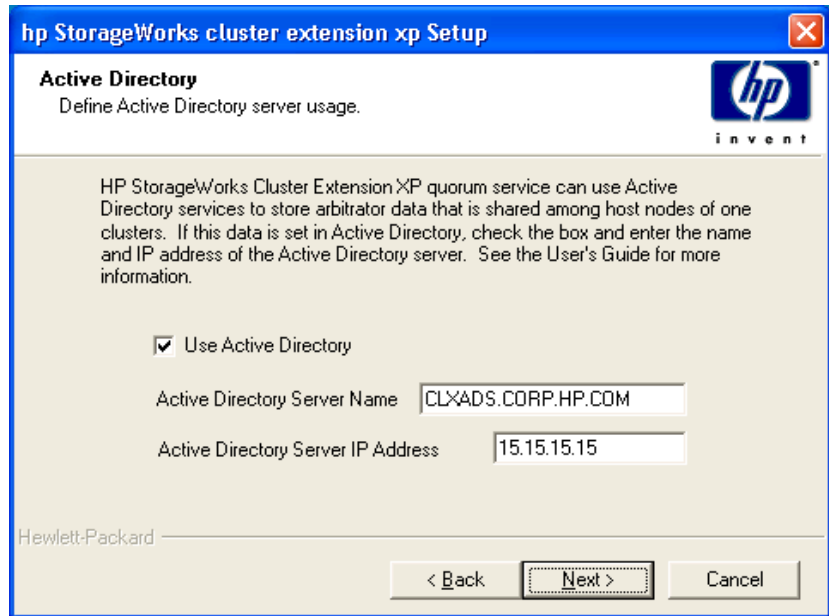 hp StorageWorks cluster extension xp Setup
Active Directory
Define Active Directory server usage.
hp
invent
HP StorageWorks Cluster Extension XP quorum service can use Active
Directory services to store arbitrator data that is shared among host nodes of one
clusters. If this data is set in Active Directory, check the box and enter the name
and IP address of the Active Directory server. See the User's Guide for more
information.
Use Active Directory
Active Directory Server Name CLXADS.CORP.HP.COM
Active Directory Server IP Address 15.15.15.15
Hewlett-Packard
< Back Next > Cancel